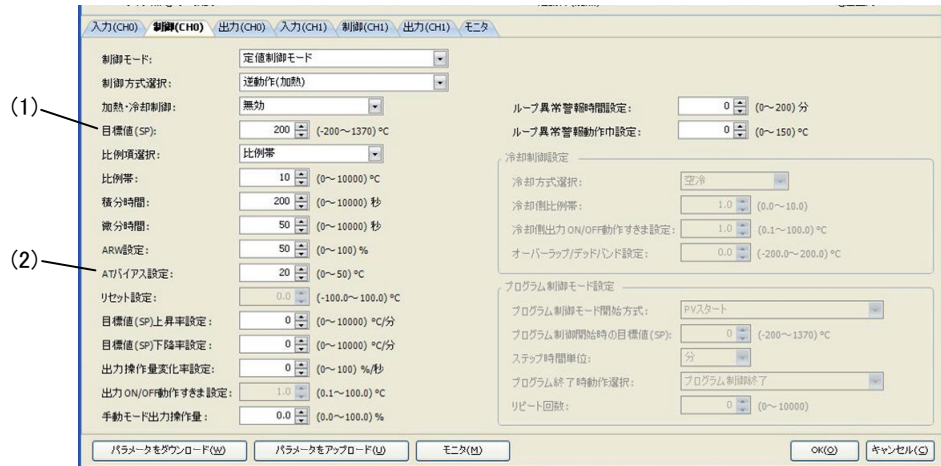 入力(CH0) 制御(CH0) 出力(CH0) 入力(CH1) 制御(CH1) 出力(CH1) モニタ
制御モード: 定値制御モード
制御方式選択: 逆動作(加熱)
(1)
加熱・冷却制御: 無効
目標値(SP): 200 (-200～1370) ℃
比例項選択: 比例帯
比例帯: 10 (0～10000) ℃
積分時間: 200 (0～10000) 秒
微分時間: 50 (0～10000) 秒
ARW設定: 50 (0～100) %
(2)
ATバイアス設定: 20 (0～50) ℃
リセット設定: 0.0 (-100.0～100.0) ℃
目標値(SP)上昇率設定: 0 (0～10000) ℃/分
目標値(SP)下降率設定: 0 (0～10000) ℃/分
出力操作量変化率設定: 0 (0～100) %/秒
出力ON/OFF動作すきま設定: 1.0 (0.1～100.0) ℃
手動モード出力操作量: 0.0 (0.0～100.0) %
ループ異常警報時間設定: 0 (0～200) 分
ループ異常警報動作巾設定: 0 (0～150) ℃
冷却制御設定
冷却方式選択: 空冷
冷却側比例帯: 1.0 (0.0～10.0)
冷却側出力ON/OFF動作すきま設定: 1.0 (0.1～100.0) ℃
オーバーラップ/デッドバンド設定: 0.0 (-200.0～200.0) ℃
プログラム制御モード設定
プログラム制御モード開始方式: PVスタート
プログラム制御開始時の目標値(SP): 0 (-200～1370) ℃
ステップ時間単位: 分
プログラム終了時動作選択: プログラム制御終了
リピート回数: 0 (0～10000)
パラメータをダウンロード(W) パラメータをアップロード(U) モニタ(M) OK(O) キャンセル(C)